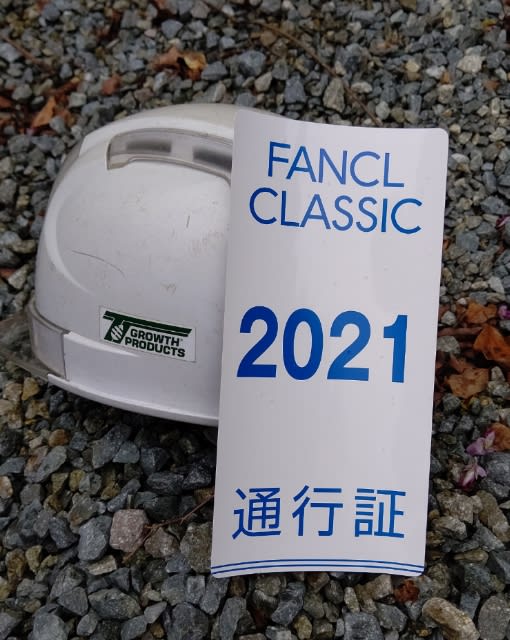 FANCL
CLASSIC
2021
通行証
GROWTH
PRODUCTS